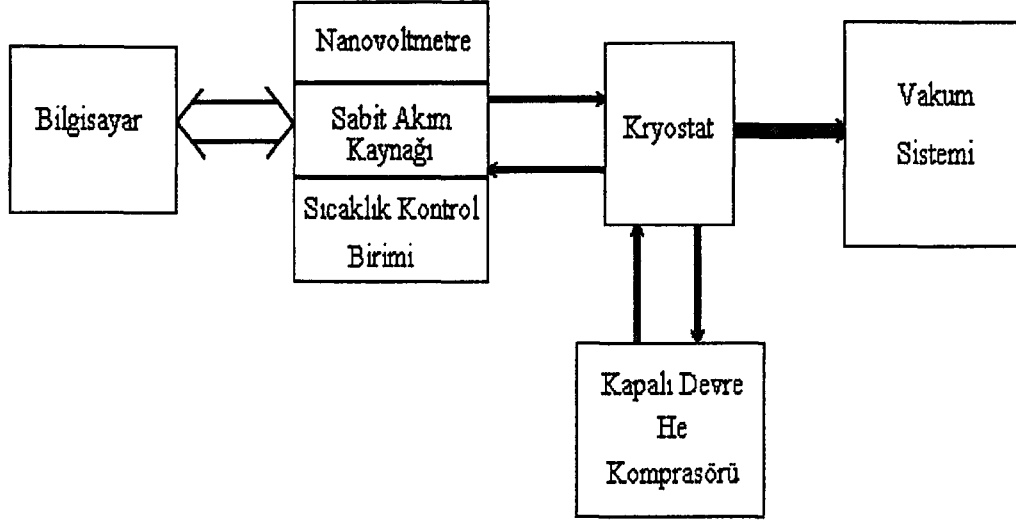 Bilgisayar
Nanovoltmetre
Sabit Akım
Kaynağı
Sıcaklık Kontrol
Birimi
Kryostat
Vakum
Sistemi
Kapalı Devre
He
Komprasörü